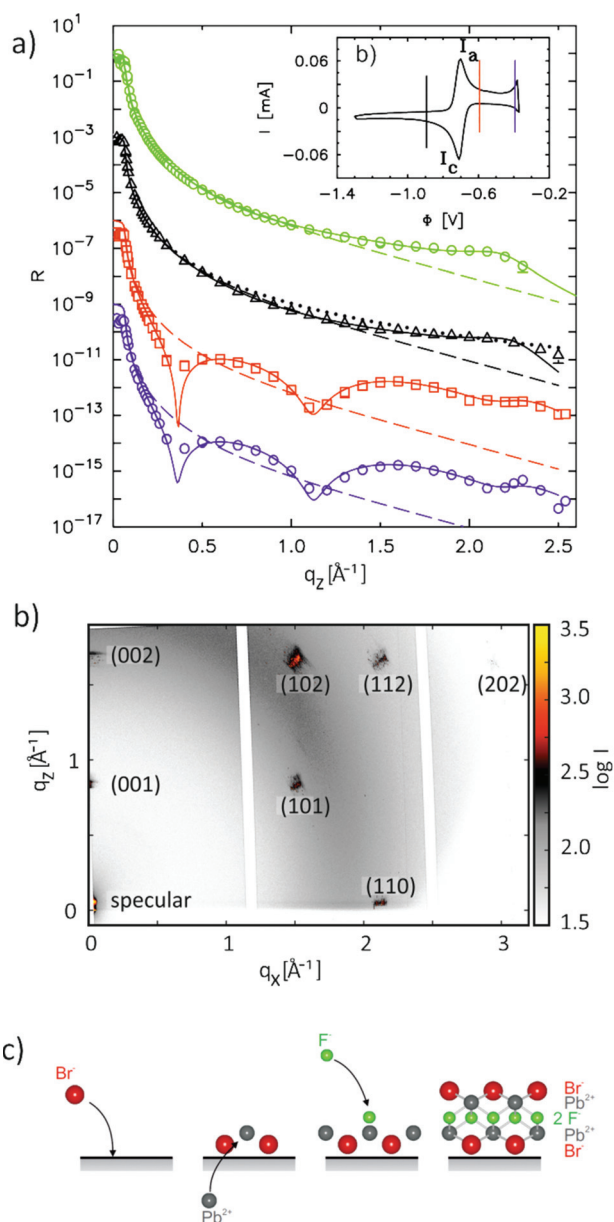 a)
R
10⁻¹
10⁻³
10⁻⁵
10⁻⁷
10⁻⁹
10⁻¹¹
10⁻¹³
10⁻¹⁵
10⁻¹⁷
0
0.5
1.0
1.5
2.0
2.5
q_z [Å⁻¹]
b)
I [mA]
0.06
0
−0.06
I_a
I_c
−1.4
−1.0
−0.6
−0.2
Φ [V]
b)
q_z [Å⁻¹]
1
0
(002)
(102)
(112)
(202)
(001)
(101)
(110)
specular
0
1
2
3
q_x [Å⁻¹]
3.5
3.0
2.5
2.0
1.5
log I
c)
Br⁻
Pb²⁺
F⁻
Br⁻
Pb²⁺
2 F⁻
Pb²⁺
Br⁻